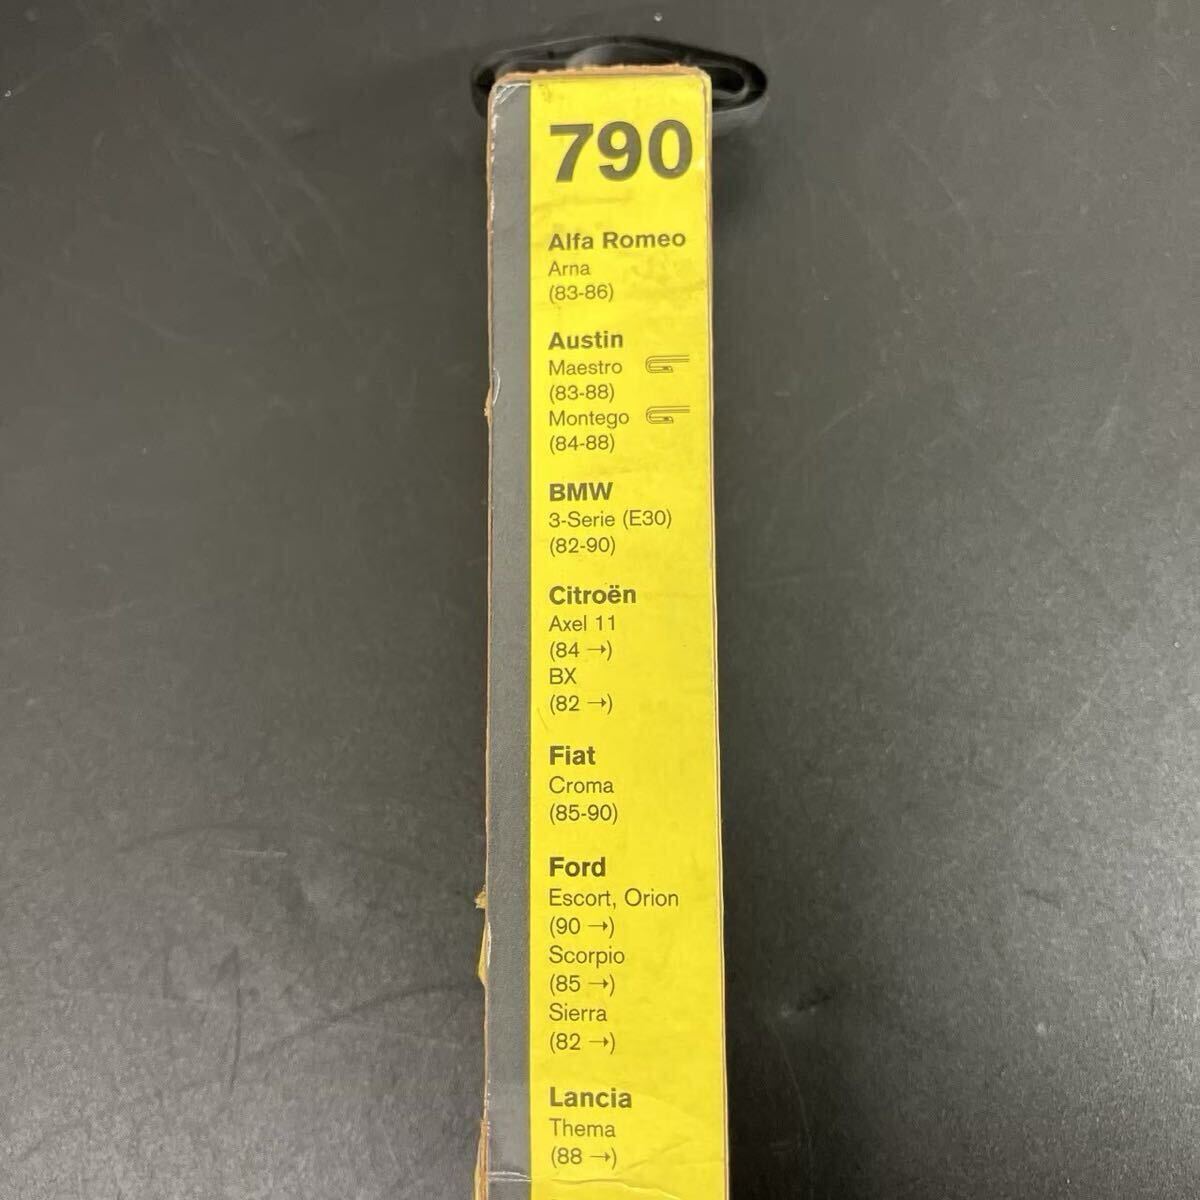 790
Alfa Romeo
Arna
(83-86)
Austin
Maestro
(83-88)
Montego
(84-88)
BMW
3-Serie (E30)
(82-90)
Citroën
Axel 11
(84 →)
BX
(82 →)
Fiat
Croma
(85-90)
Ford
Escort, Orion
(90 →)
Scorpio
(85 →)
Sierra
(82 →)
Lancia
Thema
(88 →)